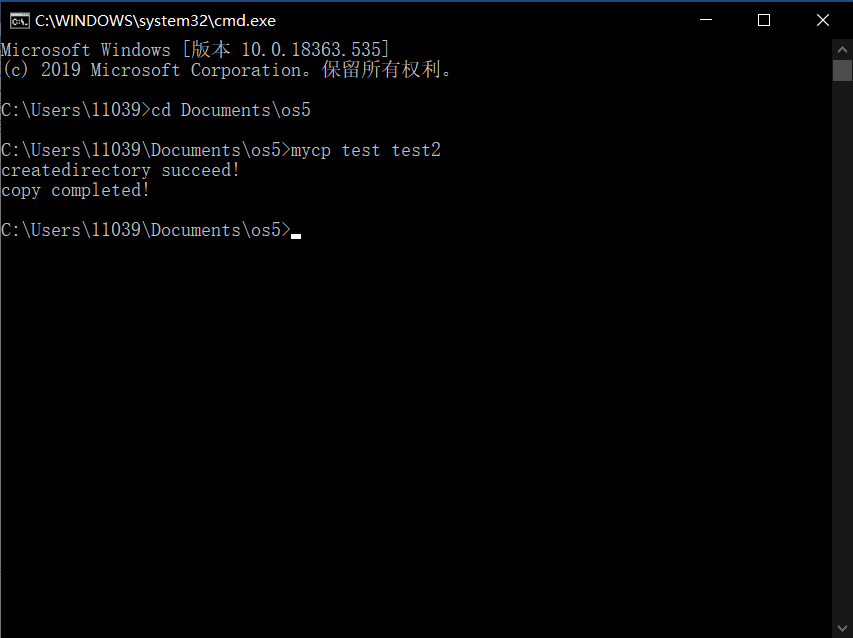 C:\WINDOWS\system32\cmd.exe
Microsoft Windows [版本 10.0.18363.535]
(c) 2019 Microsoft Corporation。保留所有权利。
C:\Users\11039>cd Documents\os5
C:\Users\11039\Documents\os5>mycp test test2
createdirectory succeed!
copy completed!
C:\Users\11039\Documents\os5>